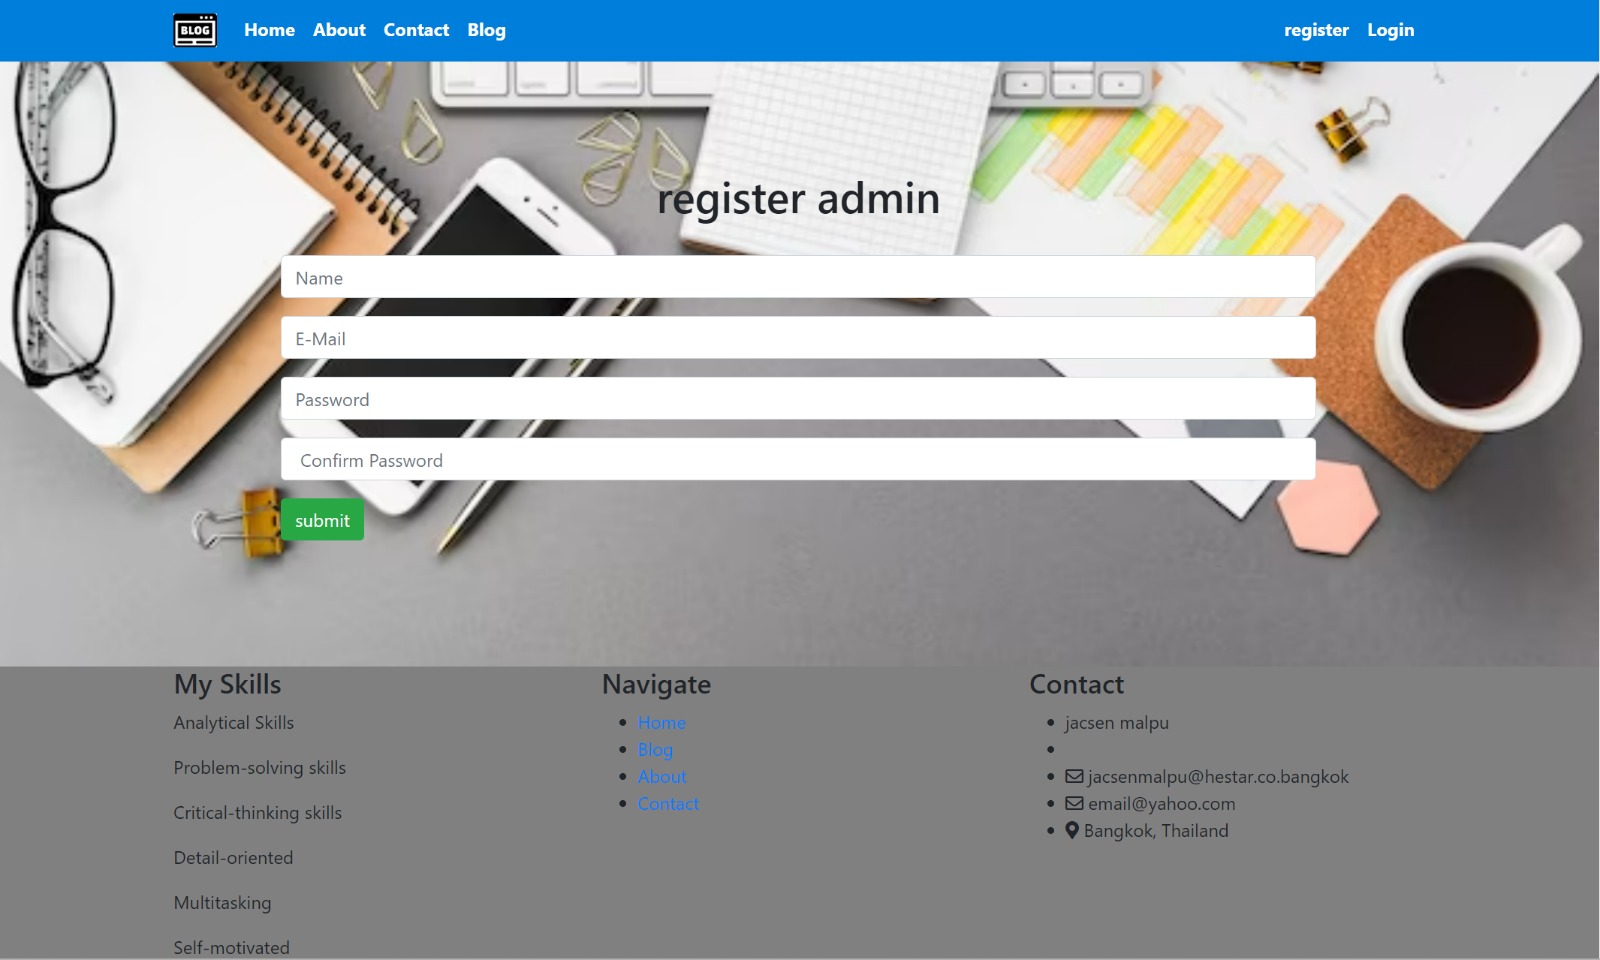 BLOG
Home About Contact Blog
register Login
register admin
Name
E-Mail
Password
Confirm Password
submit
My Skills
Analytical Skills
Problem-solving skills
Critical-thinking skills
Detail-oriented
Multitasking
Self-motivated
Navigate
Home
Blog
About
Contact
Contact
jacsen malpu
jacsenmalpu@hestar.co.bangkok
email@yahoo.com
Bangkok, Thailand